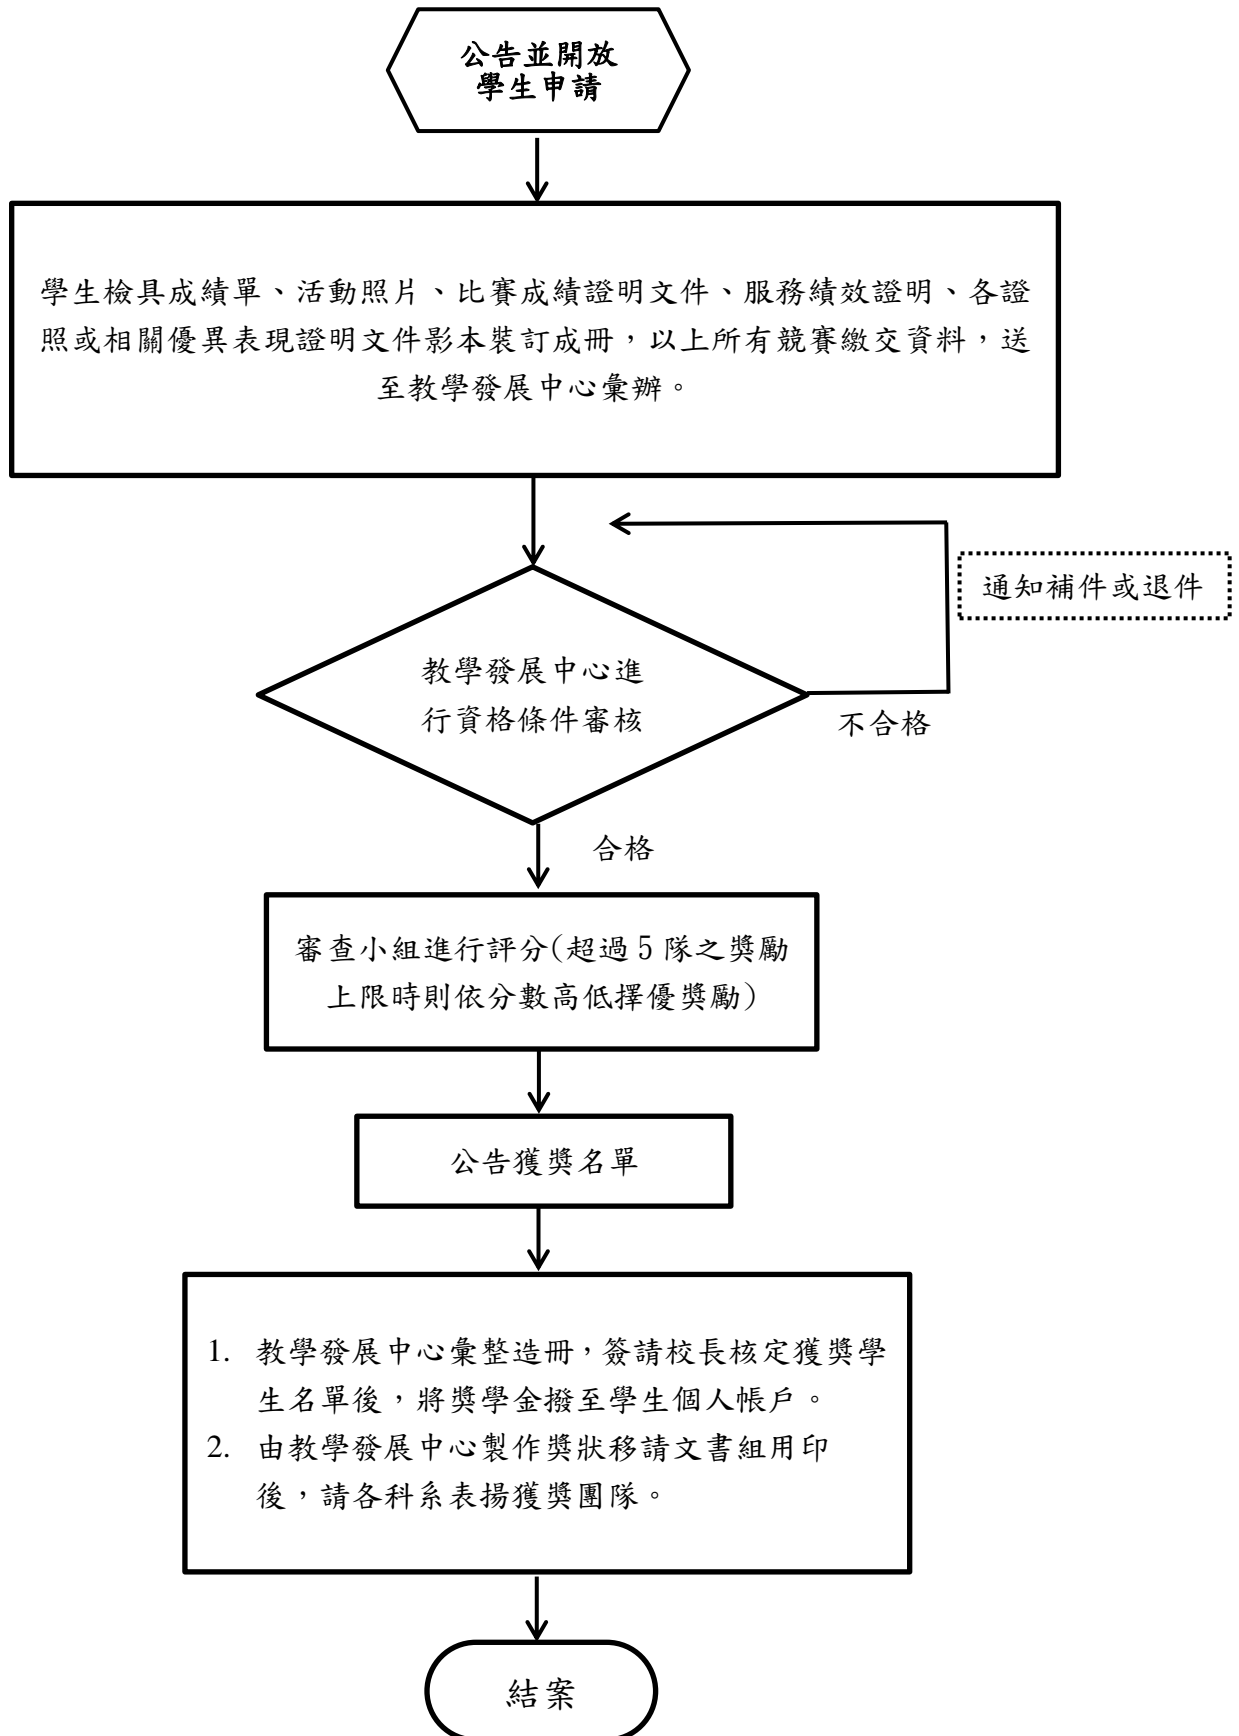 公告並開放
學生申請
學生檢具成績單、活動照片、比賽成績證明文件、服務績效證明、各證
照或相關優異表現證明文件影本裝訂成冊，以上所有競賽繳交資料，送
至教學發展中心彙辦。
通知補件或退件
教學發展中心進
行資格條件審核
不合格
合格
審查小組進行評分(超過 5 隊之獎勵
上限時則依分數高低擇優獎勵)
公告獲獎名單
1. 教學發展中心彙整造冊，簽請校長核定獲獎學
生名單後，將獎學金撥至學生個人帳戶。
2. 由教學發展中心製作獎狀移請文書組用印
後，請各科系表揚獲獎團隊。
結案